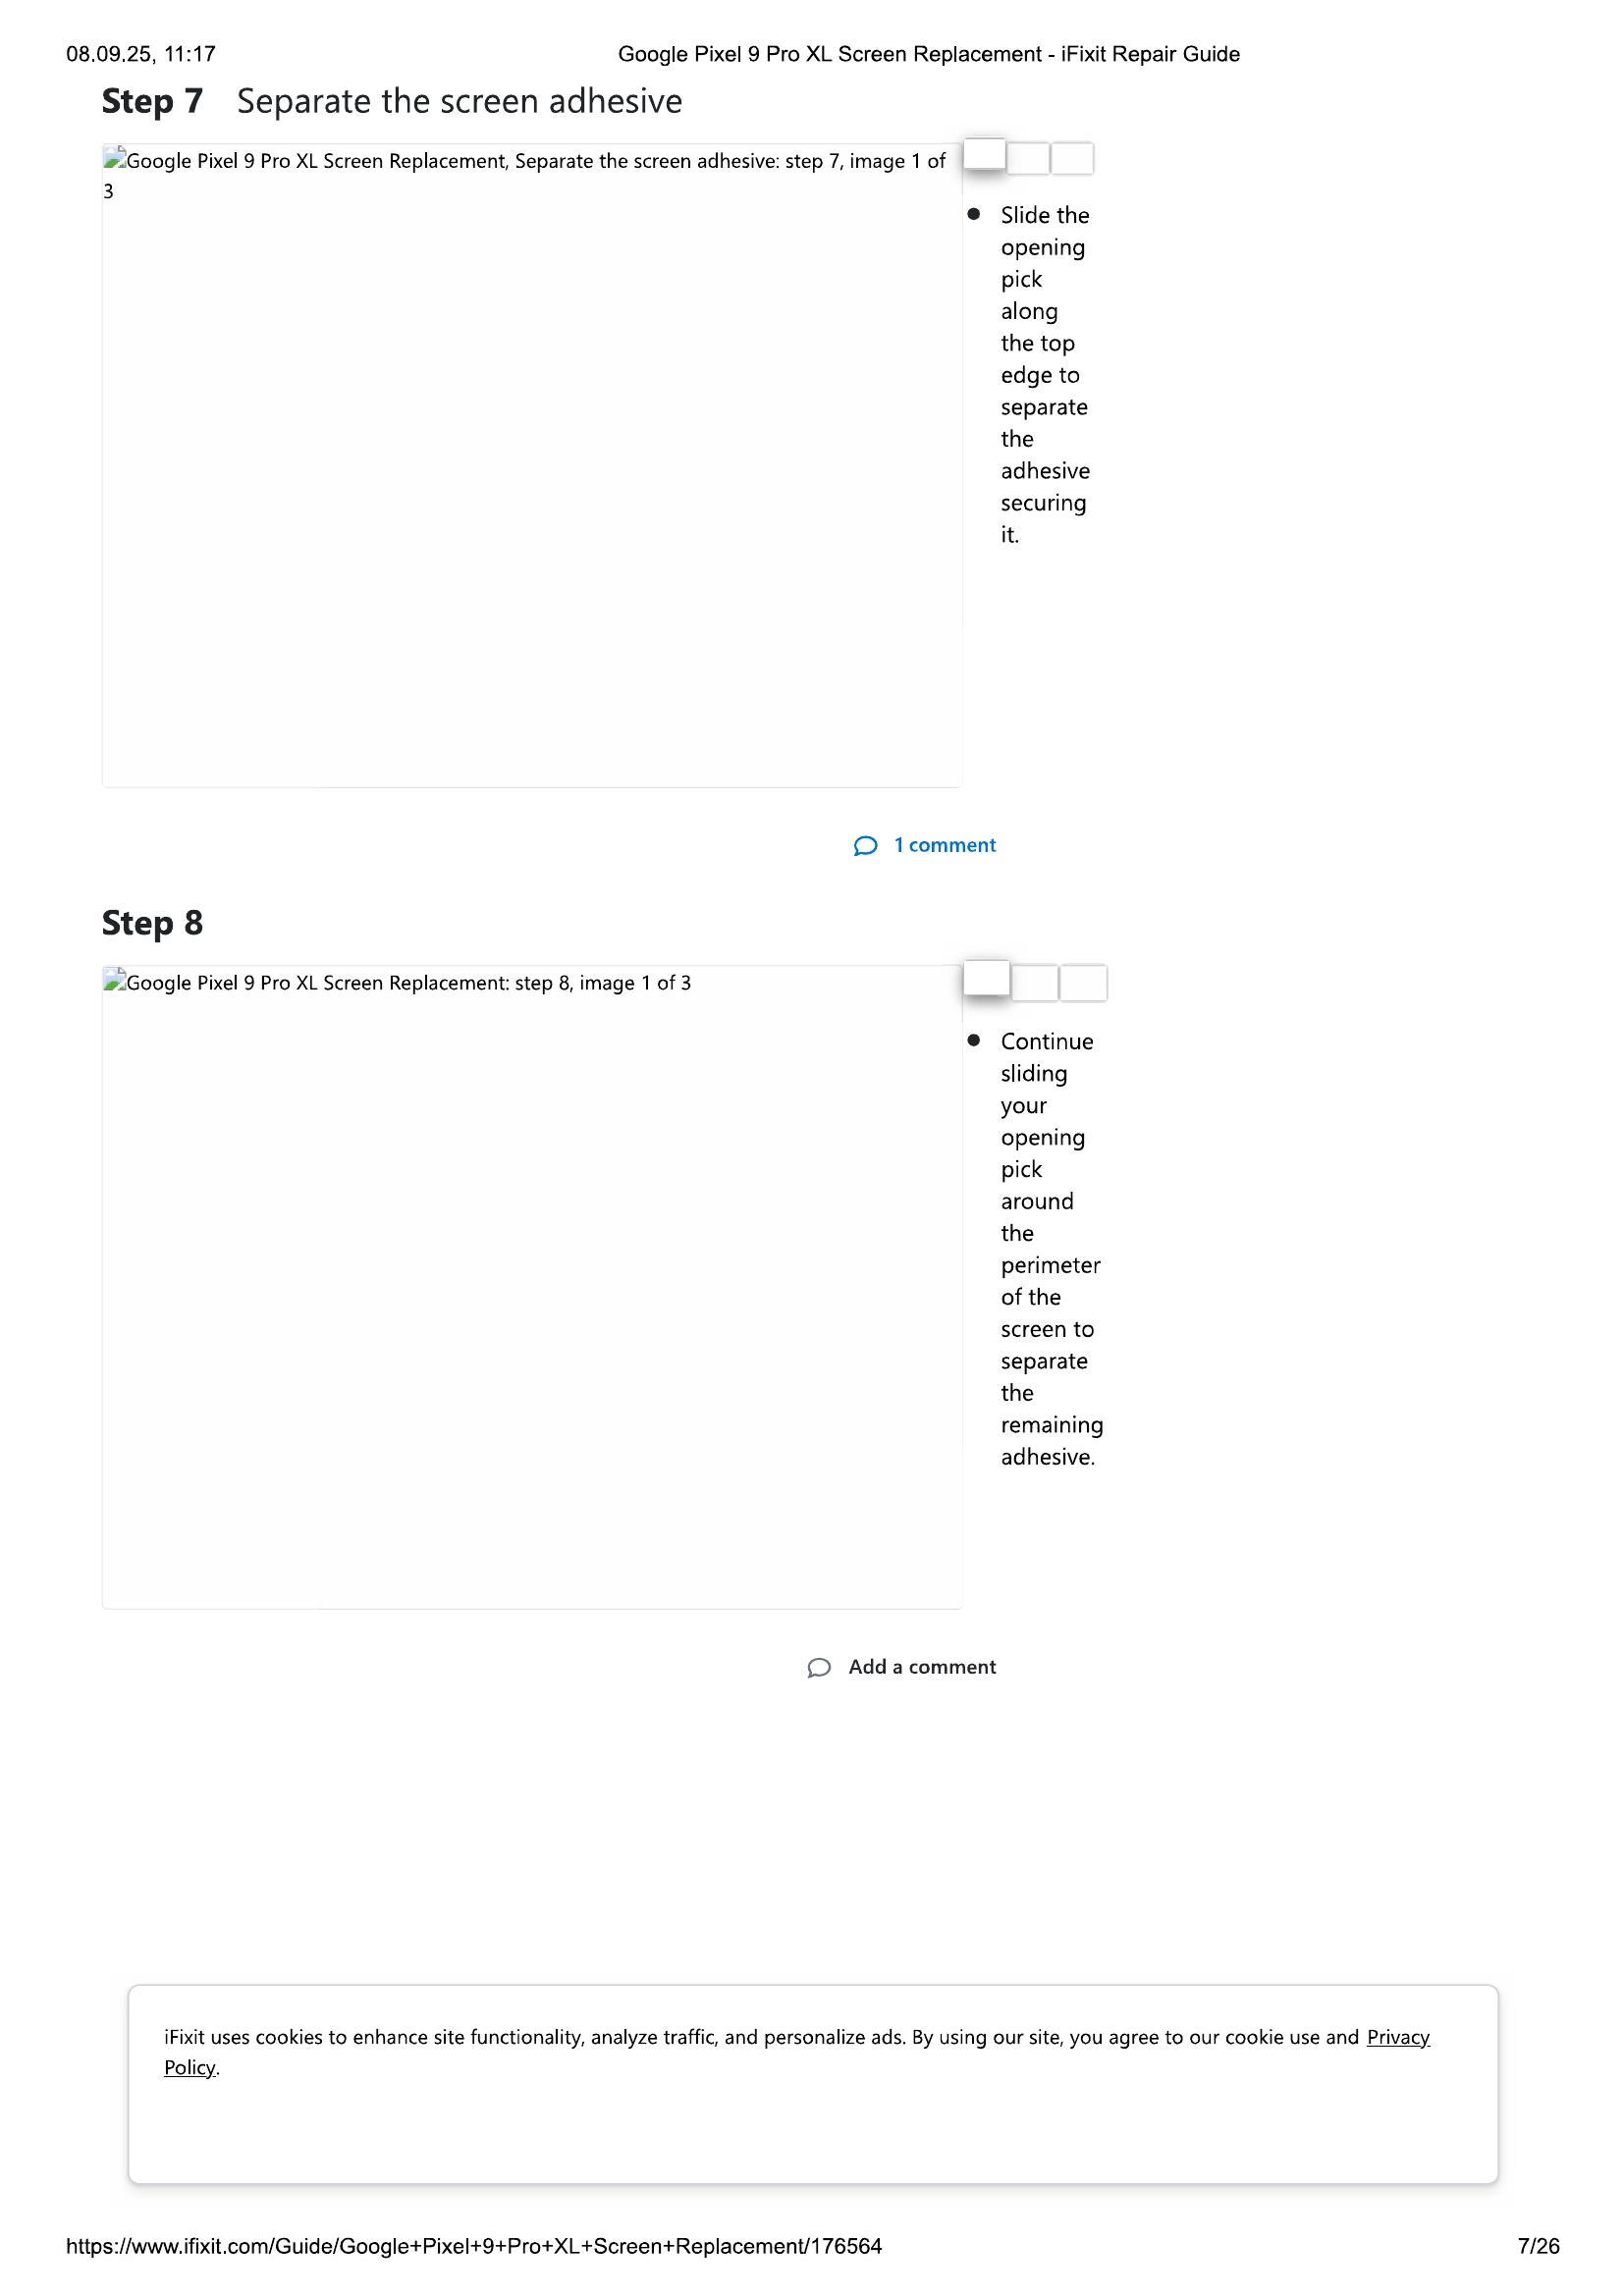 08.09.25, 11:17
Google Pixel 9 Pro XL Screen Replacement - iFixit Repair Guide
Step 7 Separate the screen adhesive
Google Pixel 9 Pro XL Screen Replacement, Separate the screen adhesive: step 7, image 1 of
3
Slide the
opening
pick
along
the top
edge to
separate
the
adhesive
securing
it.
1 comment
Step 8
Google Pixel 9 Pro XL Screen Replacement: step 8, image 1 of 3
Continue
sliding
your
opening
pick
around
the
perimeter
of the
screen to
separate
the
remaining
adhesive.
Add a comment
iFixit uses cookies to enhance site functionality, analyze traffic, and personalize ads. By using our site, you agree to our cookie use and Privacy
Policy.
https://www.ifixit.com/Guide/Google+Pixel+9+Pro+XL+Screen+Replacement/176564
7/26